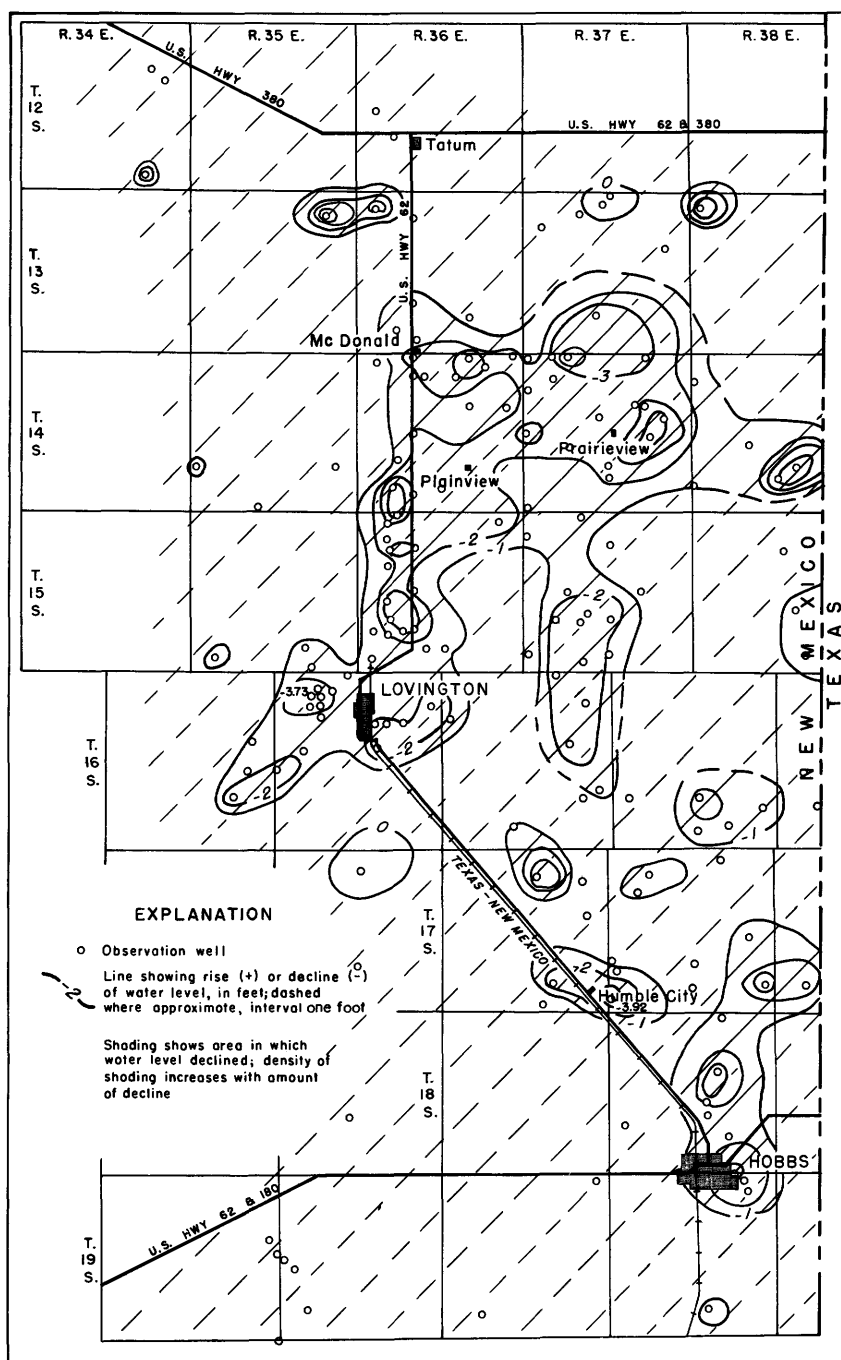 R. 34 E.
R. 35 E.
R. 36 E.
R. 37 E.
R. 38 E.
U.S.
HWY
380
T.
12
S.
U.S. HWY 62 & 380
Tatum
0
U.S. HWY 62
T.
13
S.
Mc Donald
-3
T.
14
S.
Prairieview
Plainview
-2
-1
NEW MEXICO
TEXAS
T.
15
S.
-2
-3.73
LOVINGTON
-2
T.
16
S.
-2
-1
0
TEXAS - NEW MEXICO
EXPLANATION
T.
17
S.
Observation well
Line showing rise (+) or decline (-)
of water level, in feet; dashed
where approximate, interval one foot
-2
-2
Humble City
-3.92
-1
Shading shows area in which
water level declined; density of
shading increases with amount
of decline
T.
18
S.
HOBBS
-1
U.S. HWY 62 & 180
T.
19
S.